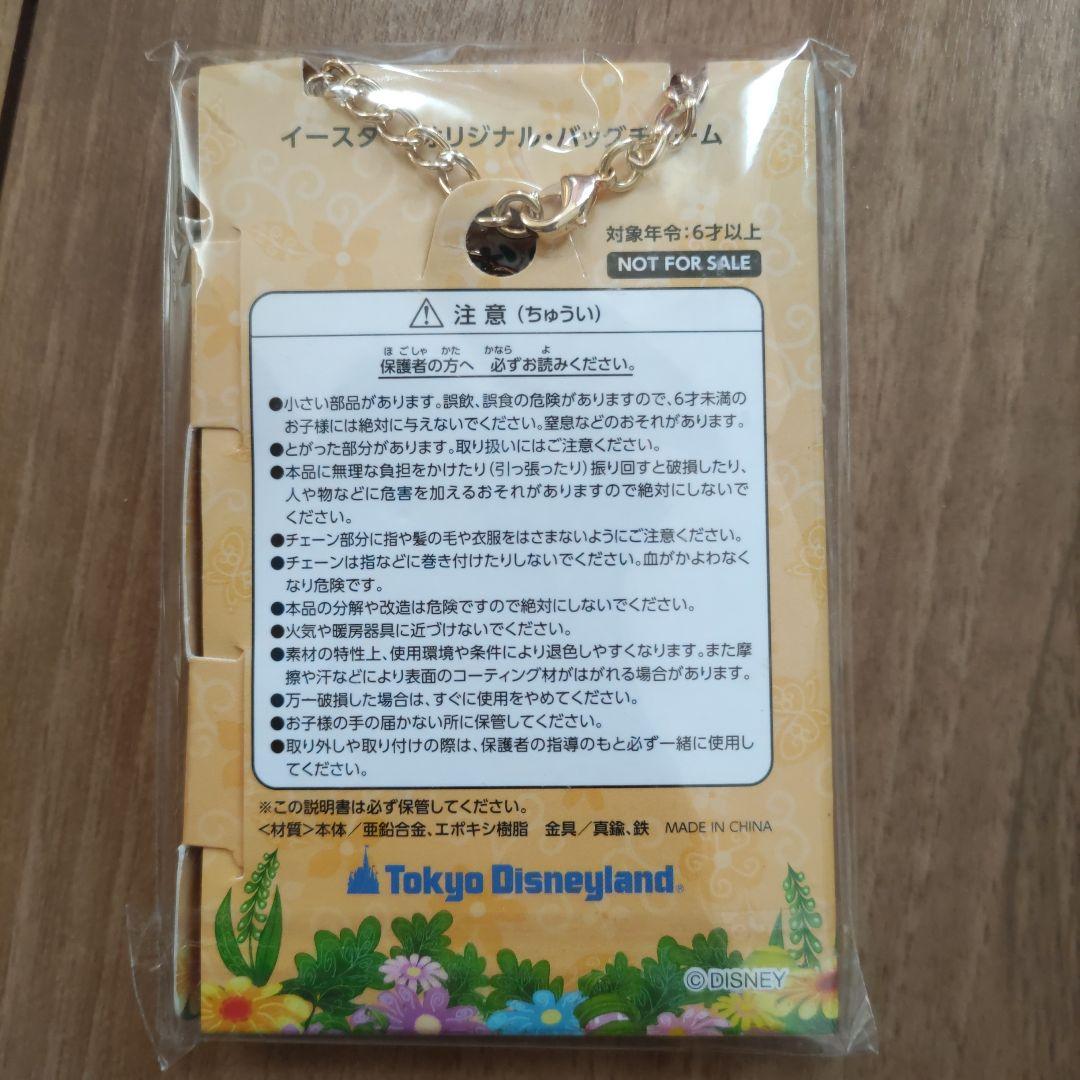 イースタ オリジナル・バッグチ ーム
対象年令:6才以上
NOT FOR SALE
注意(ちゅうい)
ほごしゃ かた かなら よ
保護者の方へ 必ずお読みください。
●小さい部品があります。誤飲、誤食の危険がありますので、6才未満の
お子様には絶対に与えないでください。窒息などのおそれがあります。
●とがった部分があります。取り扱いにはご注意ください。
●本品に無理な負担をかけたり(引っ張ったり)振り回すと破損したり、
人や物などに危害を加えるおそれがありますので絶対にしないで
ください。
●チェーン部分に指や髪の毛や衣服をはさまないようにご注意ください。
●チェーンは指などに巻き付けたりしないでください。血がかよわなく
なり危険です。
●本品の分解や改造は危険ですので絶対にしないでください。
●火気や暖房器具に近づけないでください。
●素材の特性上、使用環境や条件により退色しやすくなります。また摩
擦や汗などにより表面のコーティング材がはがれる場合があります。
●万一破損した場合は、すぐに使用をやめてください。
●お子様の手の届かない所に保管してください。
●取り外しや取り付けの際は、保護者の指導のもと必ず一緒に使用し
てください。
※この説明書は必ず保管してください。
<材質>本体/亜鉛合金、エポキシ樹脂 金具/真鍮、鉄 MADE IN CHINA
Tokyo Disneyland®
©DISNEY